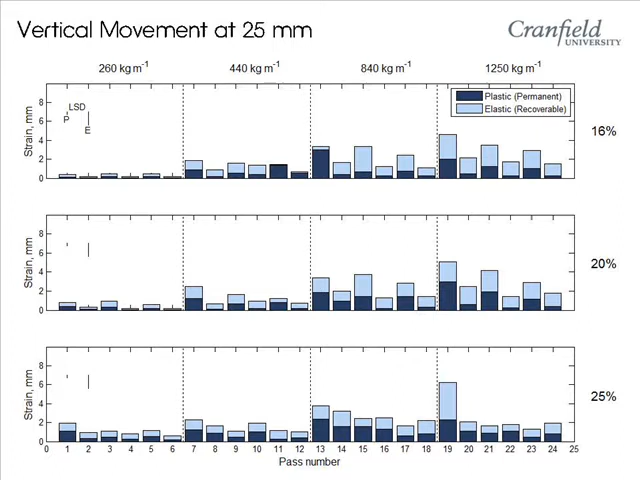 Vertical Movement at 25 mm
Cranfield
UNIVERSITY
260 kg m-1
440 kg m-1
840 kg m-1
1250 kg m-1
Plastic (Permanent)
Elastic (Recoverable)
LSD
P
E
Strain, mm
8
6
4
2
0
16%
Strain, mm
8
6
4
2
0
20%
Strain, mm
8
6
4
2
0
25%
0 1 2 3 4 5 6 7 8 9 10 11 12 13 14 15 16 17 18 19 20 21 22 23 24 25
Pass number